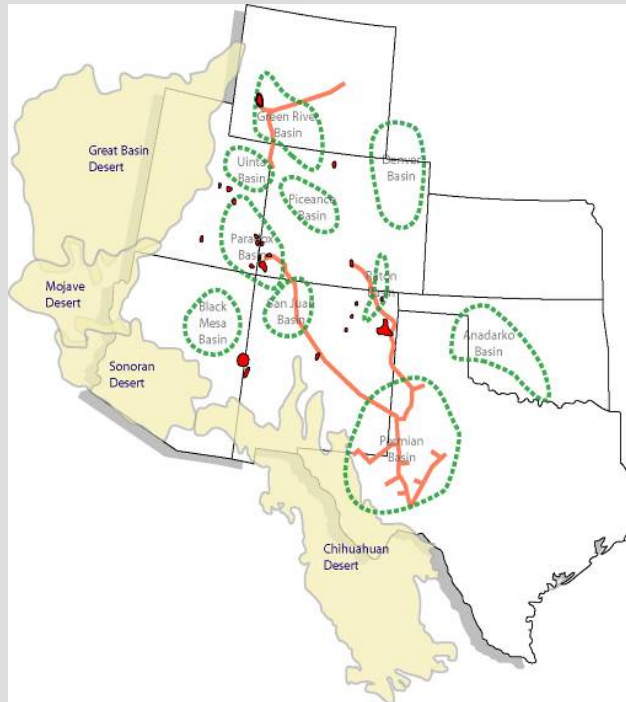 Great Basin
Desert
Green River
Basin
Denver
Basin
Uinta
Basin
Piceance
Basin
Paradox
Basin
Mojave
Desert
Black
Mesa
Basin
San Juan
Basin
Raton
Anadarko
Basin
Sonoran
Desert
Permian
Basin
Chihuahuan
Desert